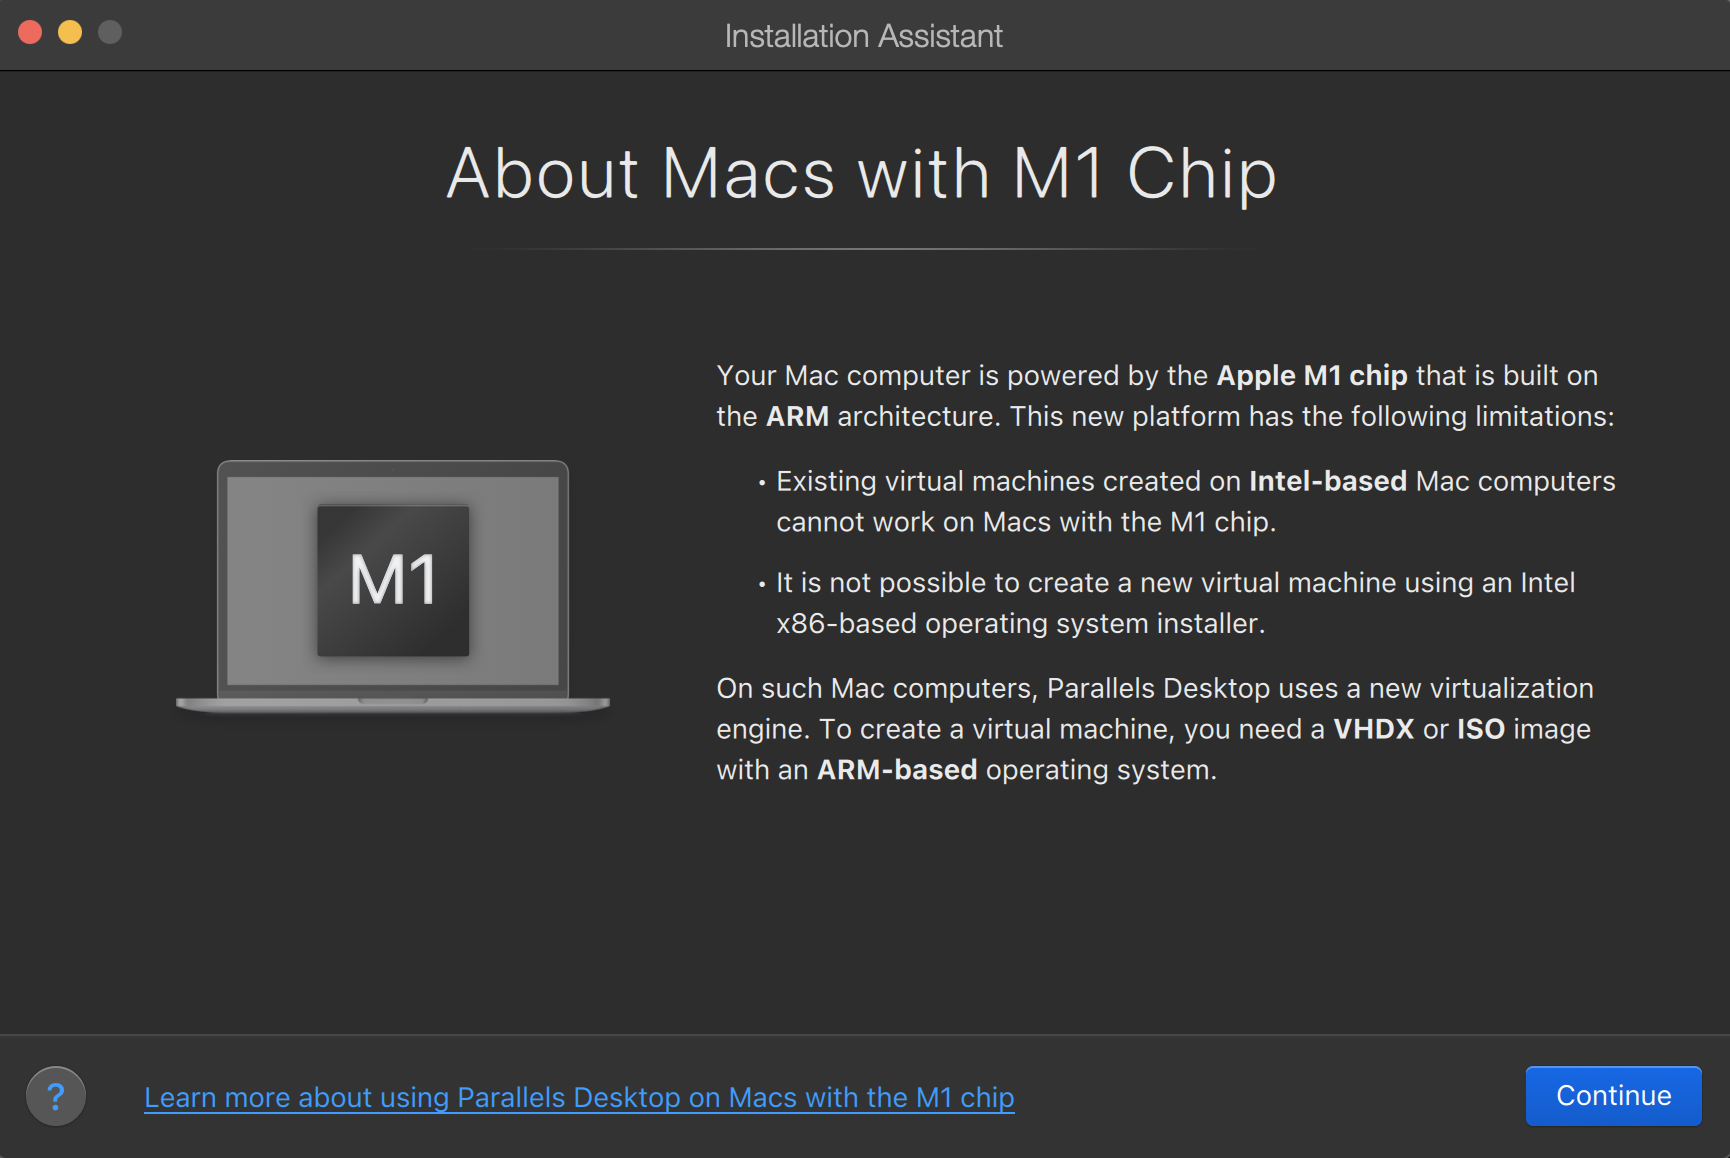 Installation Assistant
About Macs with M1 Chip
Your Mac computer is powered by the Apple M1 chip that is built on
the ARM architecture. This new platform has the following limitations:
• Existing virtual machines created on Intel-based Mac computers
cannot work on Macs with the M1 chip.
• It is not possible to create a new virtual machine using an Intel
x86-based operating system installer.
M1
On such Mac computers, Parallels Desktop uses a new virtualization
engine. To create a virtual machine, you need a VHDX or ISO image
with an ARM-based operating system.
?
Learn more about using Parallels Desktop on Macs with the M1 chip
Continue